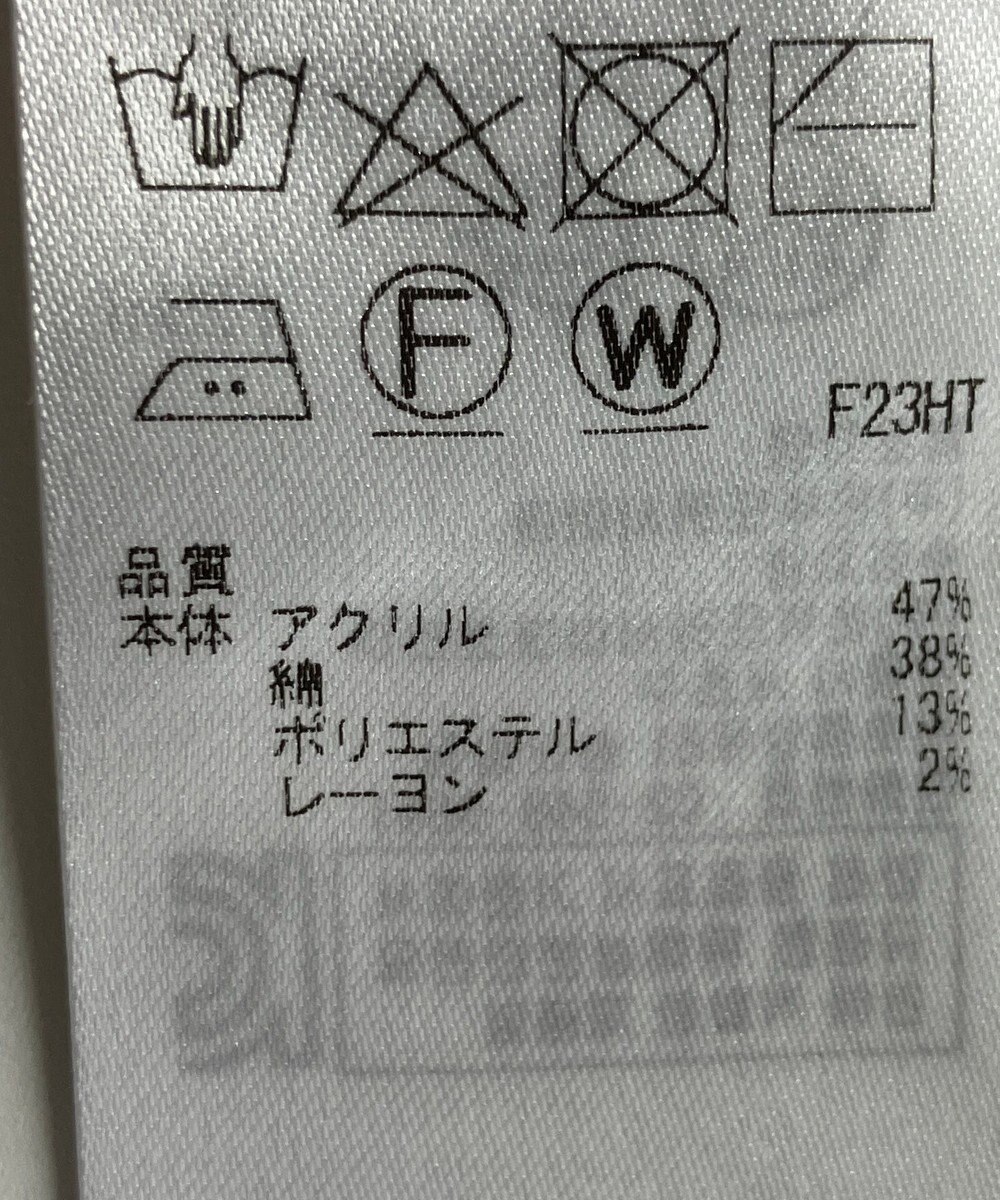 F W
F23HT
品質
本体 アクリル 47%
綿 38%
ポリエステル 13%
レーヨン 2%